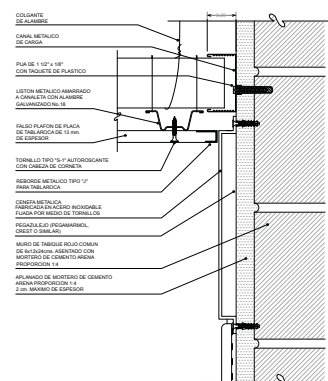 COLGANTE
DE ALAMBRE
CANAL METALICO
DE CARGA
PIJA DE 1 1/2" x 1/8"
CON TAQUETE DE PLASTICO
LISTON METALICO AMARRADO
A CANALETA CON ALAMBRE
GALVANIZADO No.18
FALSO PLAFON DE PLACA
DE TABLAROCA DE 13 mm.
DE ESPESOR
TORNILLO TIPO "S-1" AUTOROSCANTE
CON CABEZA DE CORNETA
REBORDE METALICO TIPO "J"
PARA TABLAROCA
CENEFA METALICA
FABRICADA EN ACERO INOXIDABLE
FIJADA POR MEDIO DE TORNILLOS
PEGAZULEJO (PEGAMARMOL,
CREST O SIMILAR)
MURO DE TABIQUE ROJO COMUN
DE 6x12x24cms. ASENTADO CON
MORTERO DE CEMENTO ARENA
PROPORCION 1:4
APLANADO DE MORTERO DE CEMENTO
ARENA PROPORCION 1:4
2 cm. MAXIMO DE ESPESOR